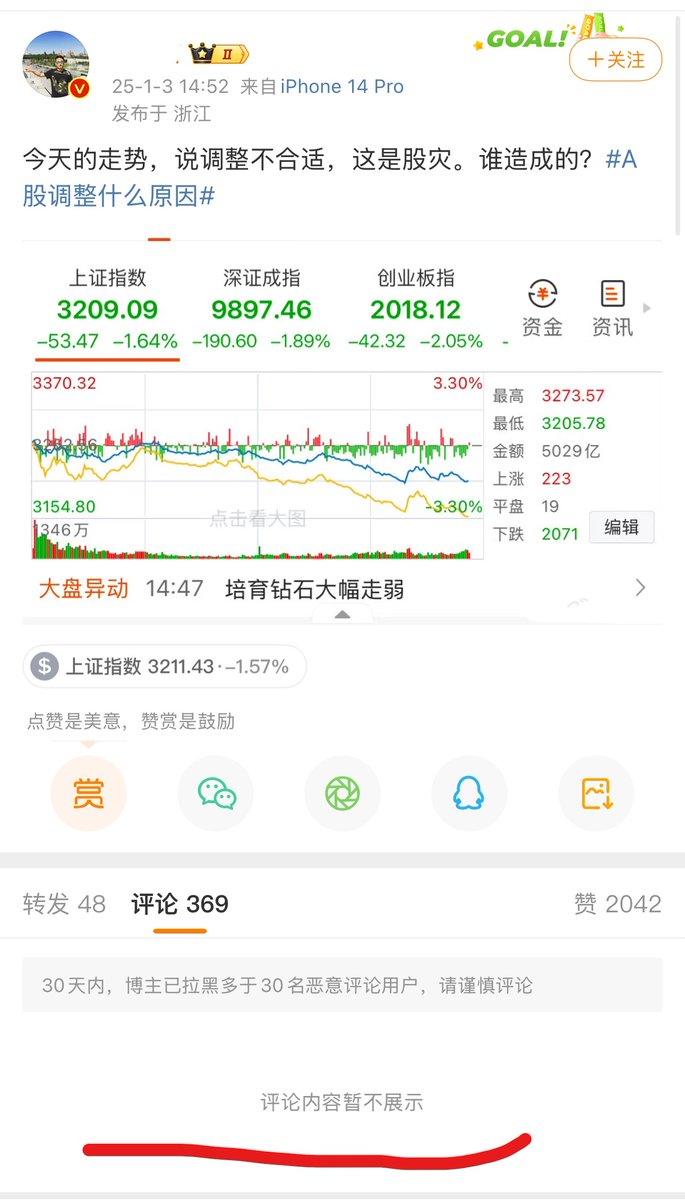 II
GOAL!
+关注
25-1-3 14:52 来自 iPhone 14 Pro
发布于 浙江
今天的走势，说调整不合适，这是股灾。谁造成的？#A
股调整什么原因#
上证指数 深证成指 创业板指
3209.09 9897.46 2018.12
-53.47 -1.64% -190.60 -1.89% -42.32 -2.05% -
资金 资讯
3370.32 3.30%
3154.80 -3.30%
346万
点击看大图
最高 3273.57
最低 3205.78
金额 5029亿
上涨 223
平盘 19
下跌 2071
编辑
大盘异动 14:47 培育钻石大幅走弱
$ 上证指数 3211.43 · -1.57%
点赞是美意，赞赏是鼓励
赏
转发 48 评论 369 赞 2042
30天内，博主已拉黑多于30名恶意评论用户，请谨慎评论
评论内容暂不展示